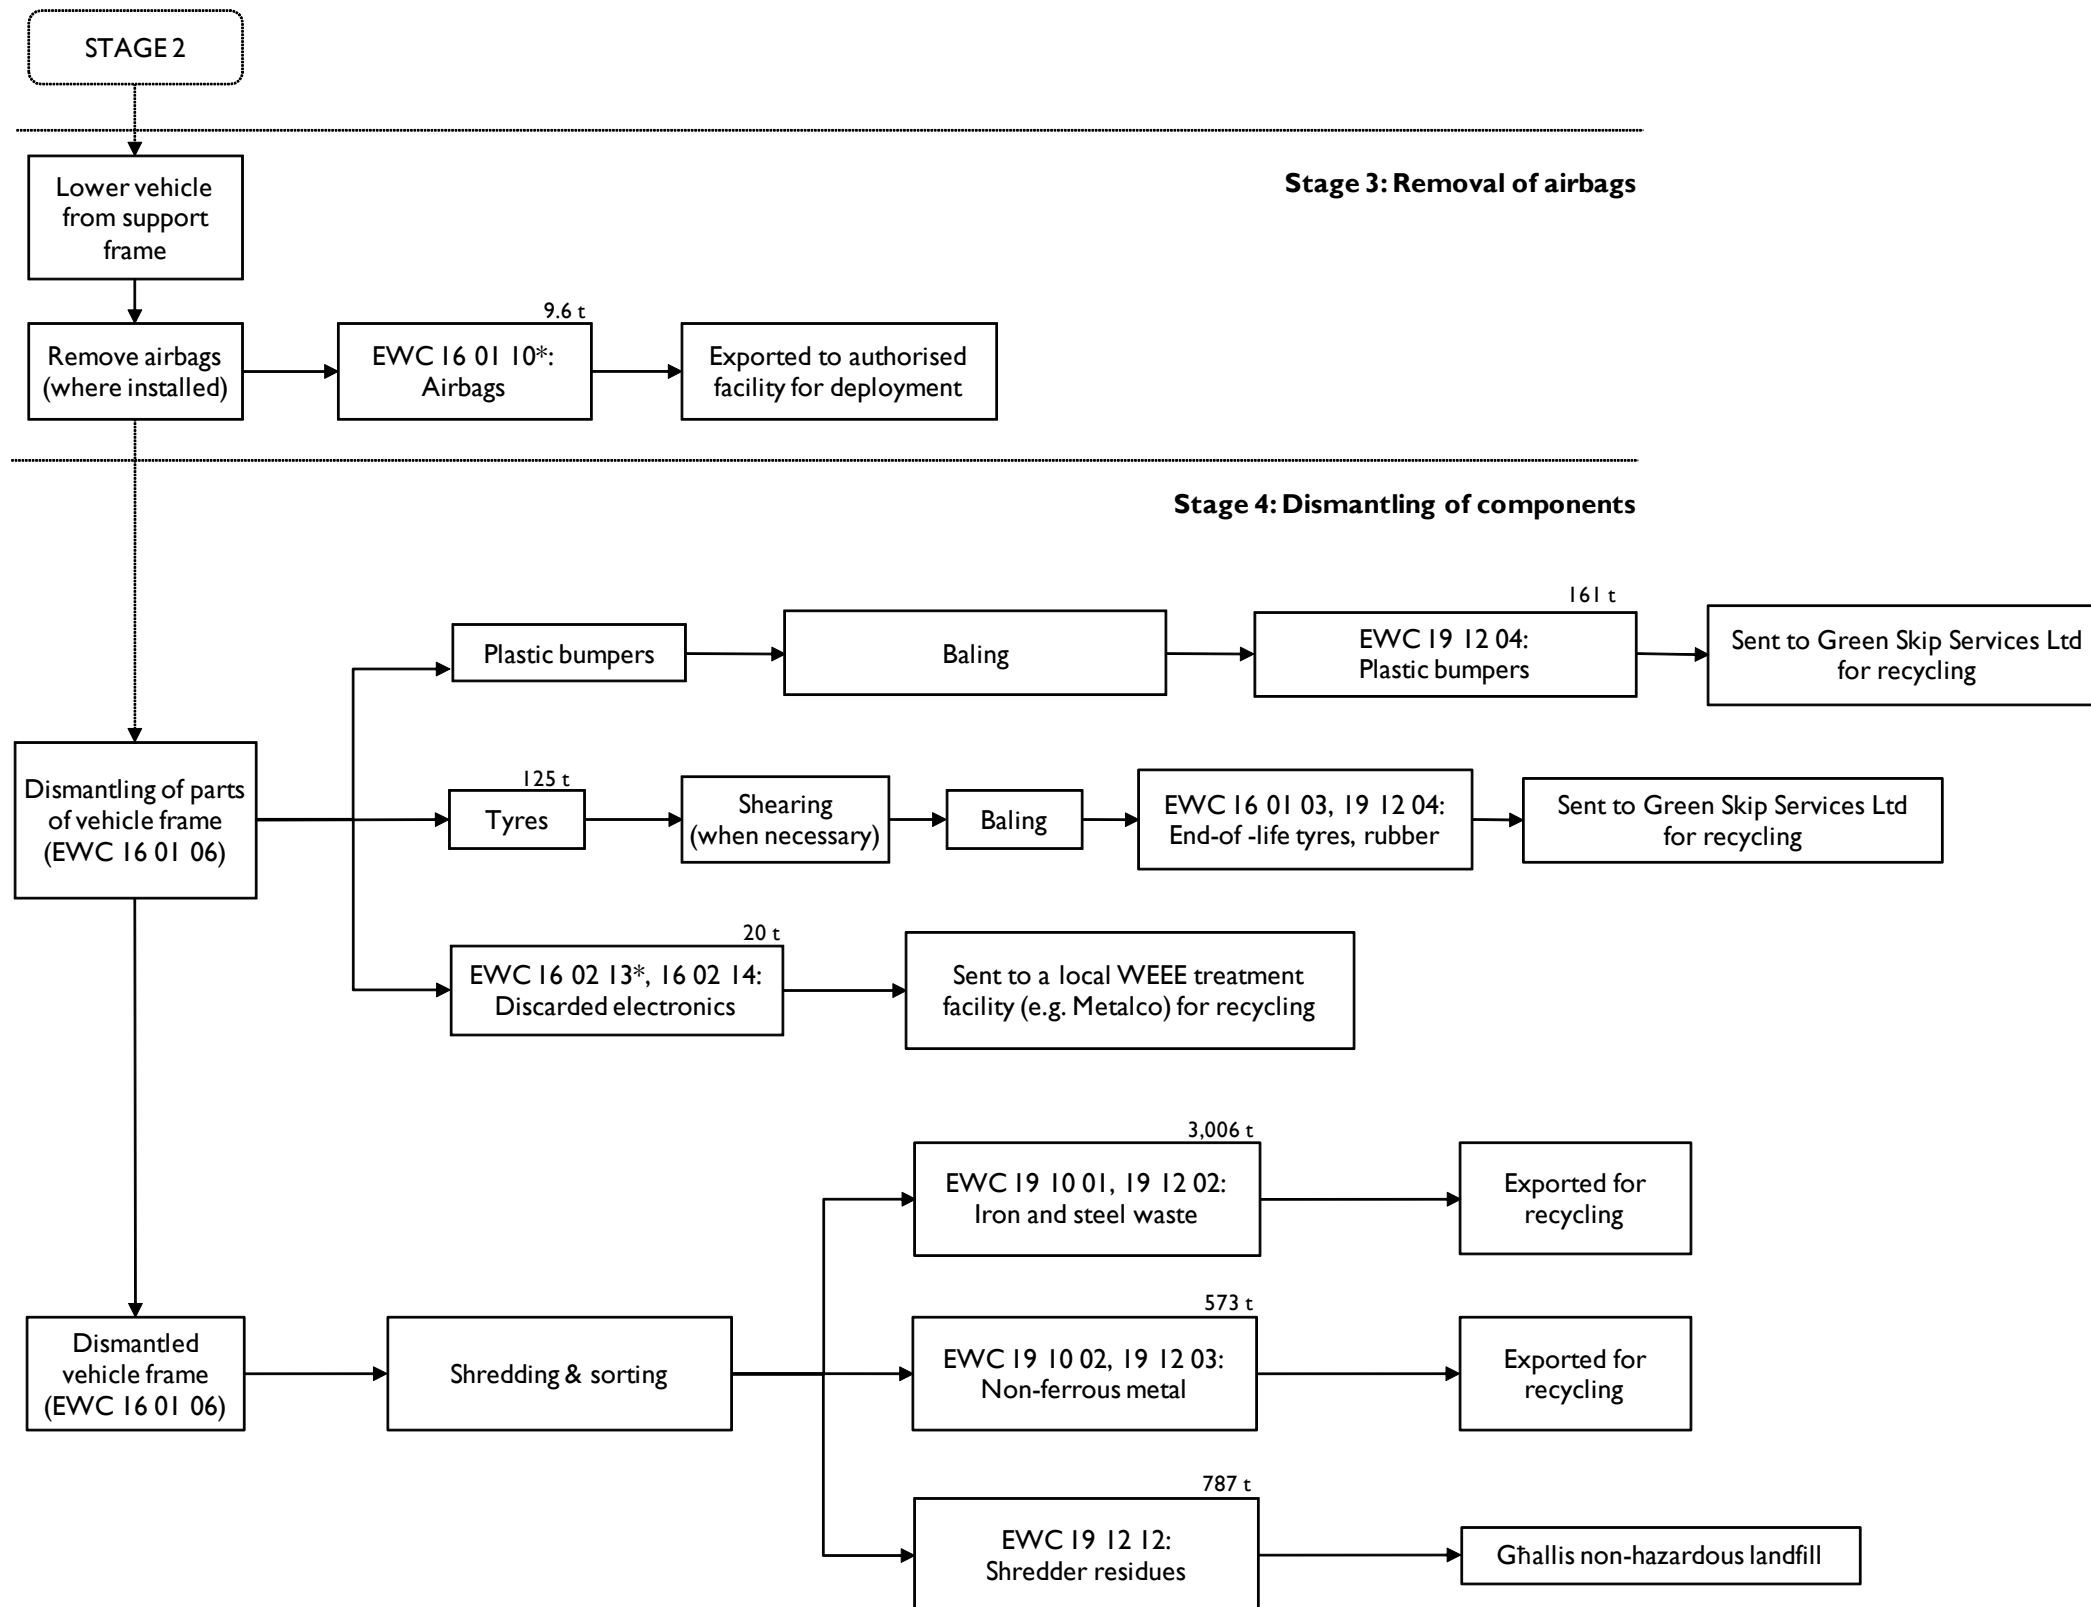 STAGE 2
Stage 3: Removal of airbags
Lower vehicle
from support
frame
Remove airbags
(where installed)
9.6 t
EWC 16 01 10*:
Airbags
Exported to authorised
facility for deployment
Stage 4: Dismantling of components
Dismantling of parts
of vehicle frame
(EWC 16 01 06)
Plastic bumpers
Baling
161 t
EWC 19 12 04:
Plastic bumpers
Sent to Green Skip Services Ltd
for recycling
125 t
Tyres
Shearing
(when necessary)
Baling
EWC 16 01 03, 19 12 04:
End-of -life tyres, rubber
Sent to Green Skip Services Ltd
for recycling
20 t
EWC 16 02 13*, 16 02 14:
Discarded electronics
Sent to a local WEEE treatment
facility (e.g. Metalco) for recycling
Dismantled
vehicle frame
(EWC 16 01 06)
Shredding & sorting
3,006 t
EWC 19 10 01, 19 12 02:
Iron and steel waste
Exported for
recycling
573 t
EWC 19 10 02, 19 12 03:
Non-ferrous metal
Exported for
recycling
787 t
EWC 19 12 12:
Shredder residues
Għallis non-hazardous landfill